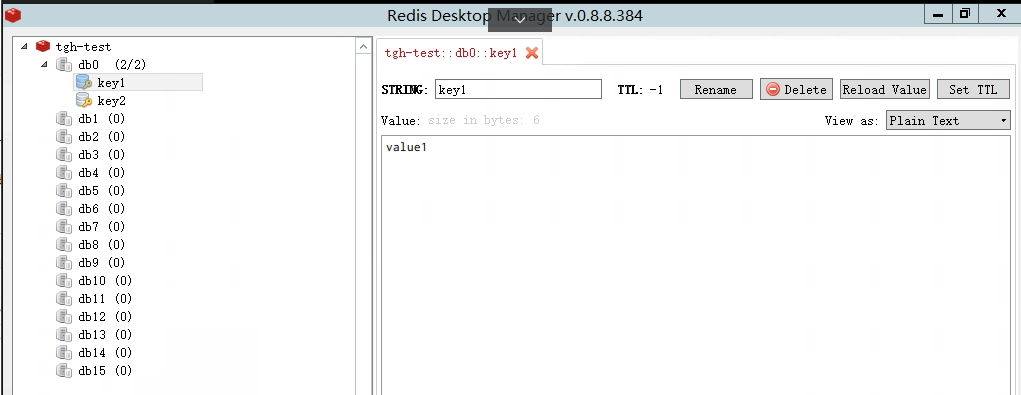 Redis Desktop Manager v.0.8.8.384
tgh-test
db0 (2/2)
key1
key2
db1 (0)
db2 (0)
db3 (0)
db4 (0)
db5 (0)
db6 (0)
db7 (0)
db8 (0)
db9 (0)
db10 (0)
db11 (0)
db12 (0)
db13 (0)
db14 (0)
db15 (0)
tgh-test::db0::key1
STRING: key1 TTL: -1 Rename Delete Reload Value Set TTL
Value: size in bytes: 6 View as: Plain Text
value1